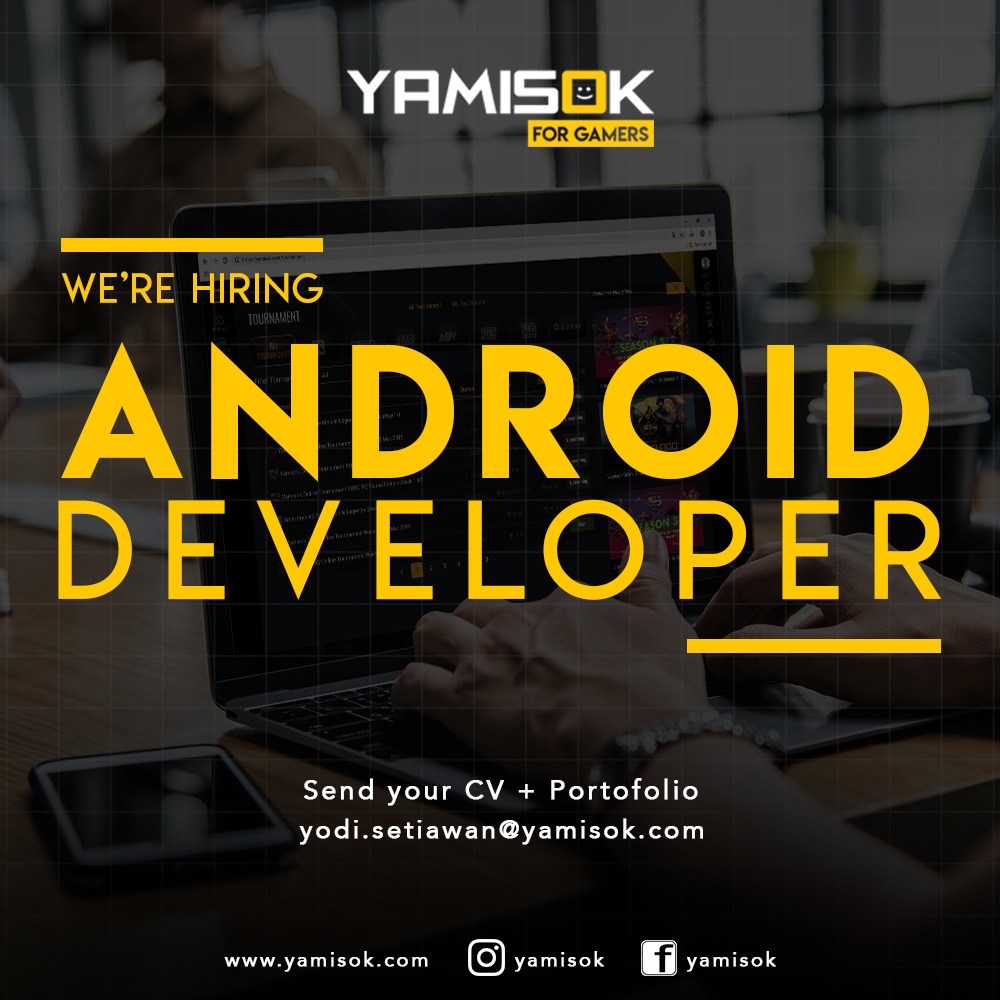 YAMISOK
FOR GAMERS
WE'RE HIRING
TOURNAMENT
ANDROID
DEVELOPER
Send your CV + Portofolio
yodi.setiawan@yamisok.com
www.yamisok.com yamisok yamisok